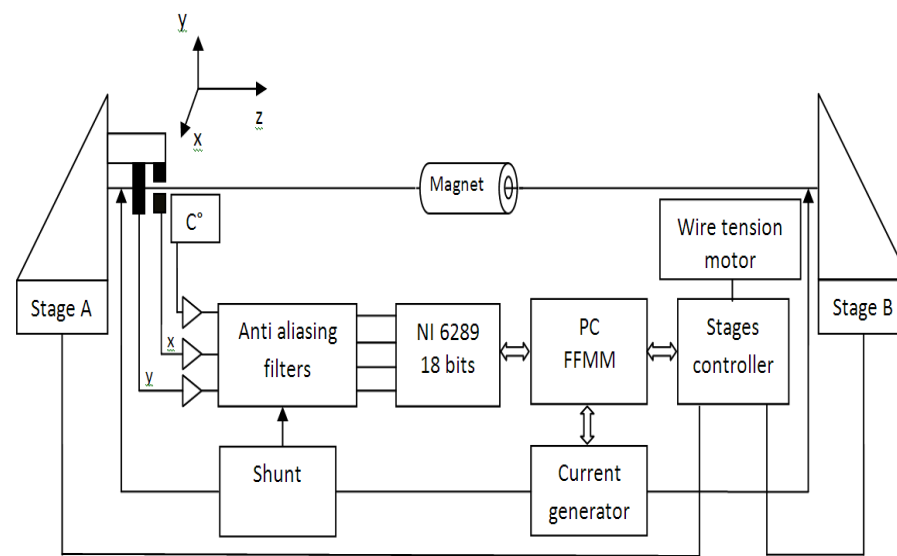 y
z
x
Magnet
C°
Wire tension
motor
Stage A
Stage B
Anti aliasing
filters
NI 6289
18 bits
PC
FFMM
Stages
controller
x
y
Shunt
Current
generator